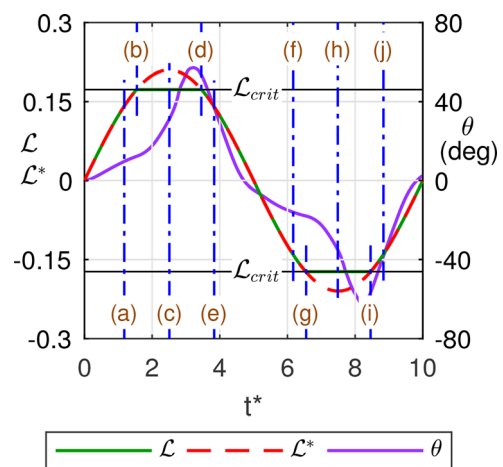 0.3
80
(b) (d) (f) (h) (j)
ℒcrit
0.15
40
ℒ
ℒ*
0
0
θ
(deg)
-0.15
-40
ℒcrit
(a) (c) (e) (g) (i)
-0.3
-80
0 2 4 6 8 10
t*
ℒ ℒ* θ